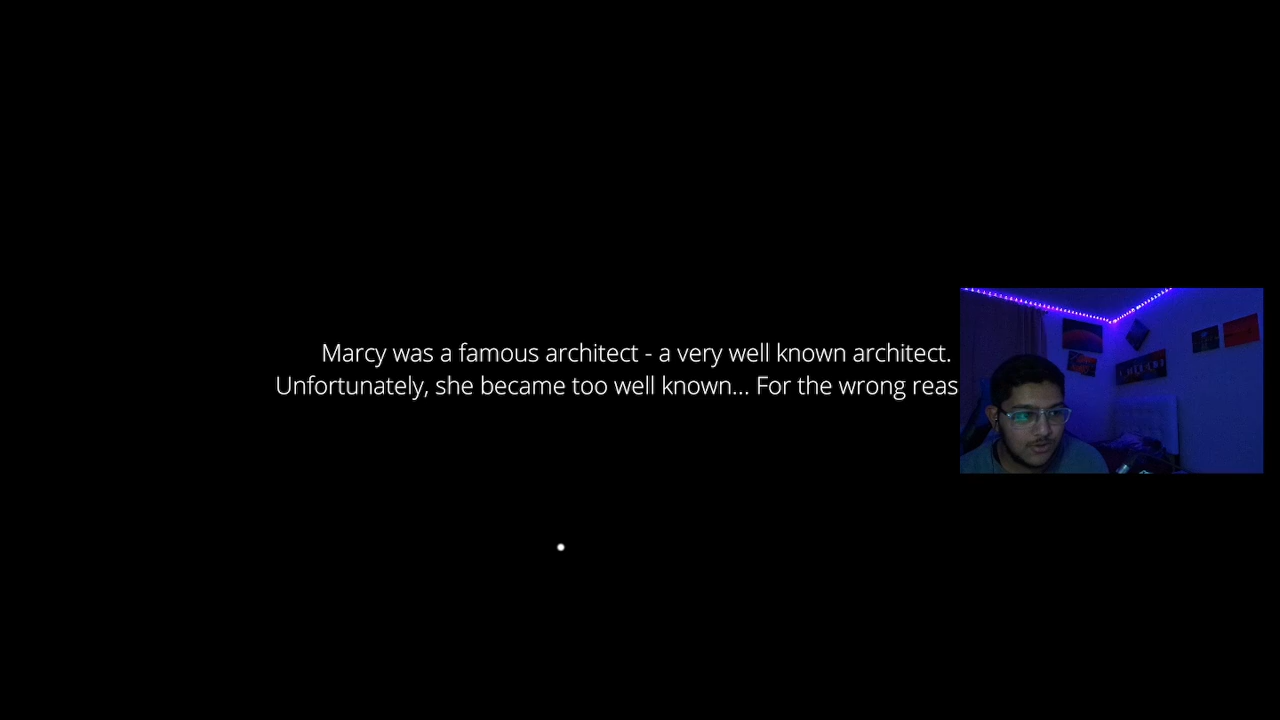 Marcy was a famous architect - a very well known architect.
Unfortunately, she became too well known... For the wrong reas